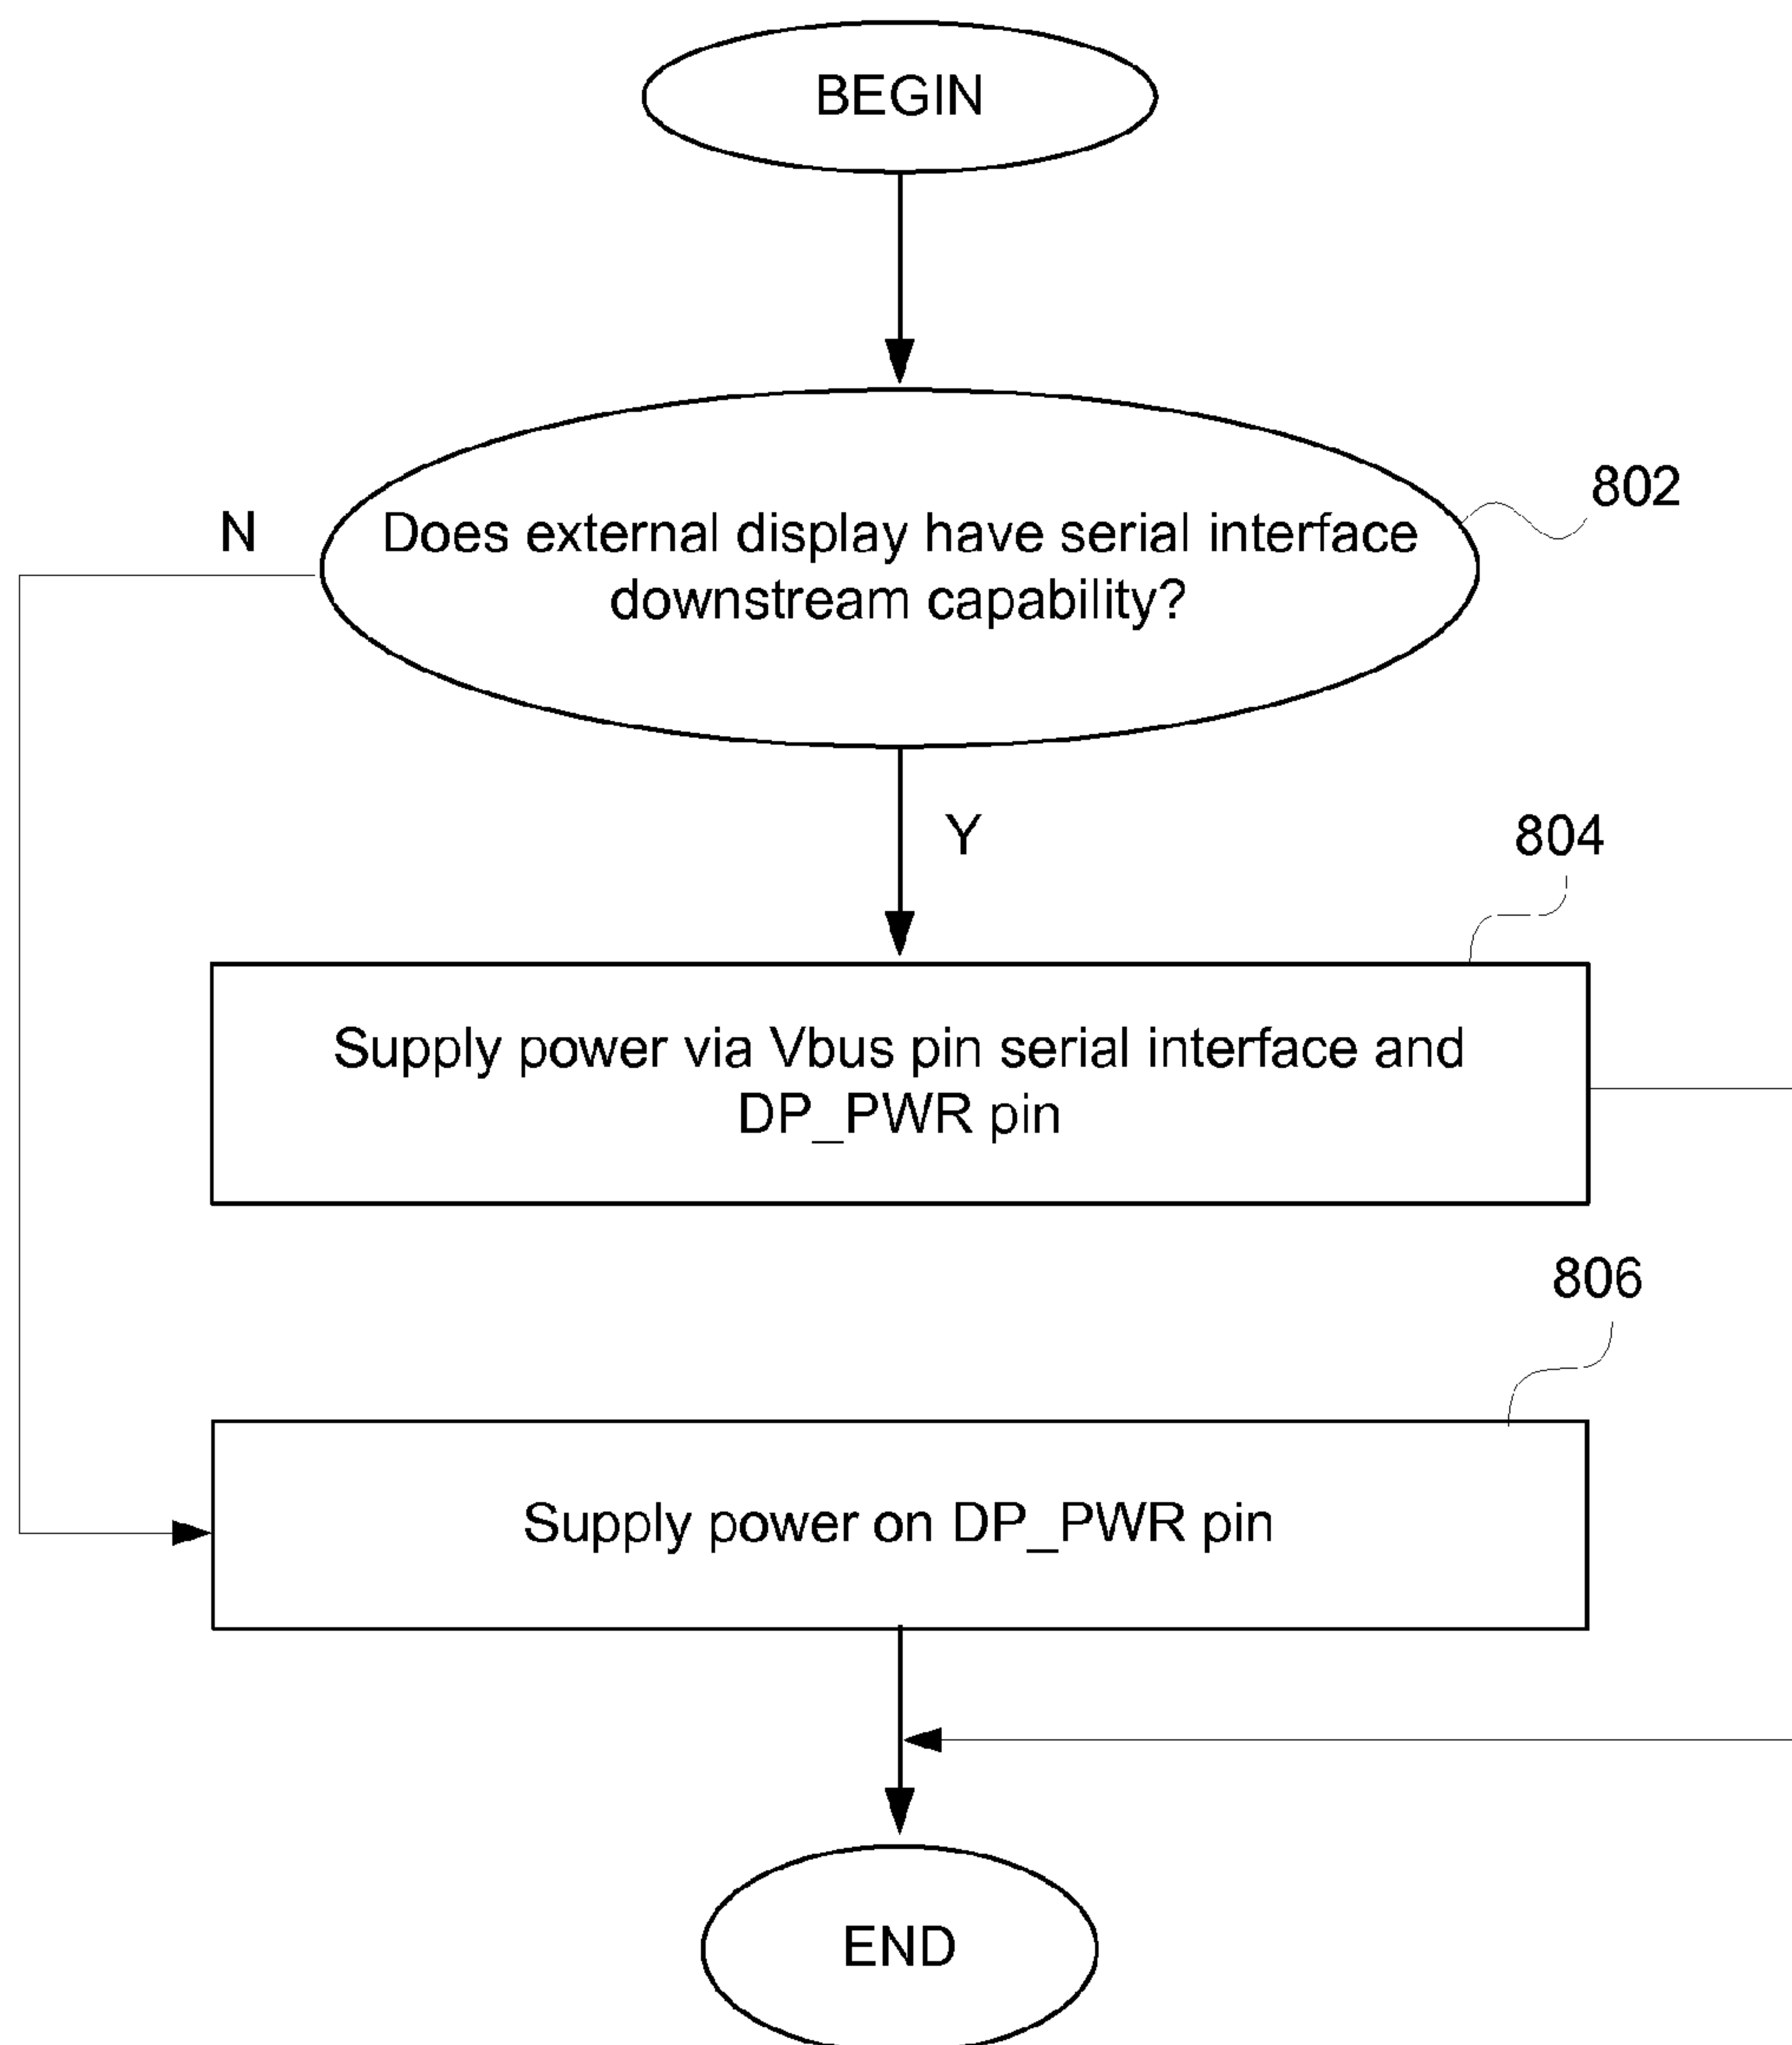 BEGIN
802
N
Does external display have serial interface
downstream capability?
Y
804
Supply power via Vbus pin serial interface and
DP_PWR pin
806
Supply power on DP_PWR pin
END